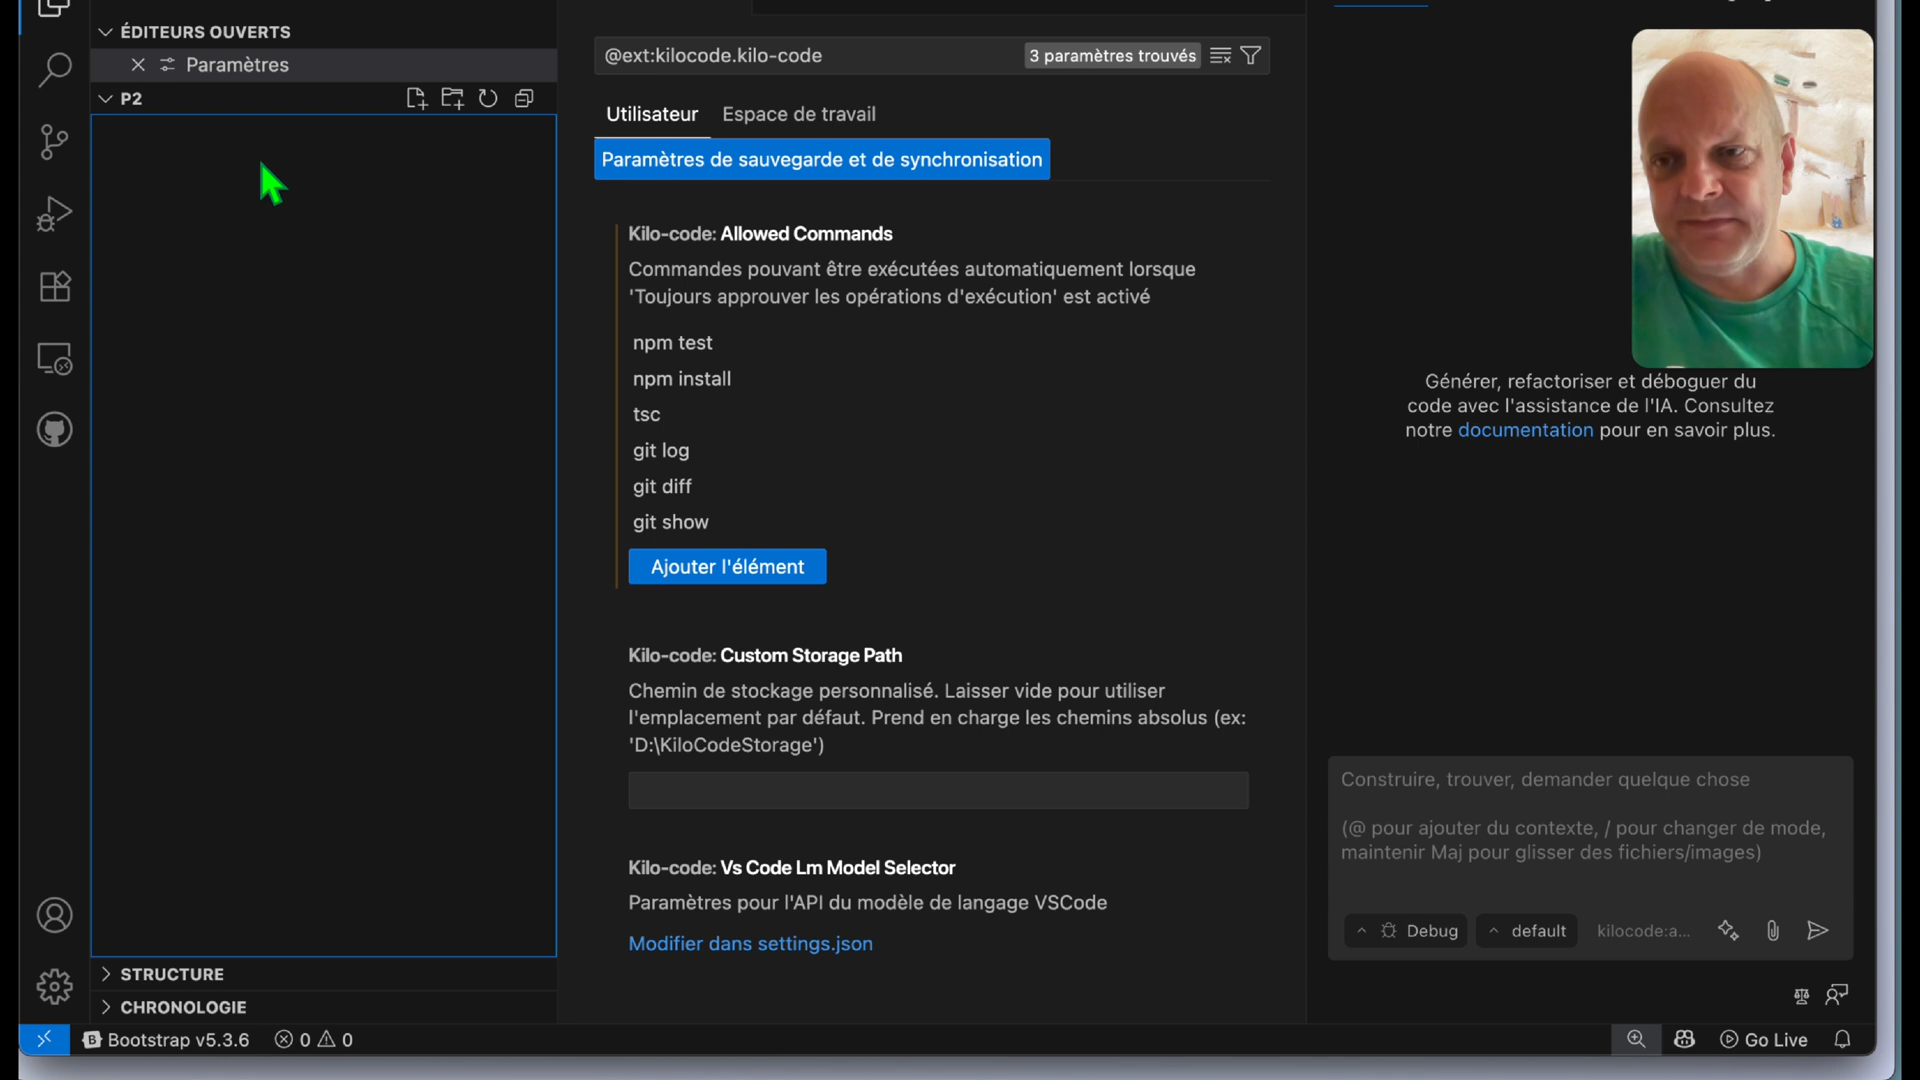 ÉDITEURS OUVERTS
Paramètres
P2
@ext:kilocode.kilo-code
3 paramètres trouvés
Utilisateur
Espace de travail
Paramètres de sauvegarde et de synchronisation
Kilo-code: Allowed Commands
Commandes pouvant être exécutées automatiquement lorsque
'Toujours approuver les opérations d'exécution' est activé
npm test
npm install
tsc
git log
git diff
git show
Ajouter l'élément
Kilo-code: Custom Storage Path
Chemin de stockage personnalisé. Laisser vide pour utiliser
l'emplacement par défaut. Prend en charge les chemins absolus (ex:
'D:\KiloCodeStorage')
Kilo-code: Vs Code Lm Model Selector
Paramètres pour l'API du modèle de langage VSCode
Modifier dans settings.json
Générer, refactoriser et déboguer du
code avec l'assistance de l'IA. Consultez
notre documentation pour en savoir plus.
Construire, trouver, demander quelque chose
(@ pour ajouter du contexte, / pour changer de mode,
maintenir Maj pour glisser des fichiers/images)
Debug
default
kilocode:a...
STRUCTURE
CHRONOLOGIE
Bootstrap v5.3.6
0
0
Go Live